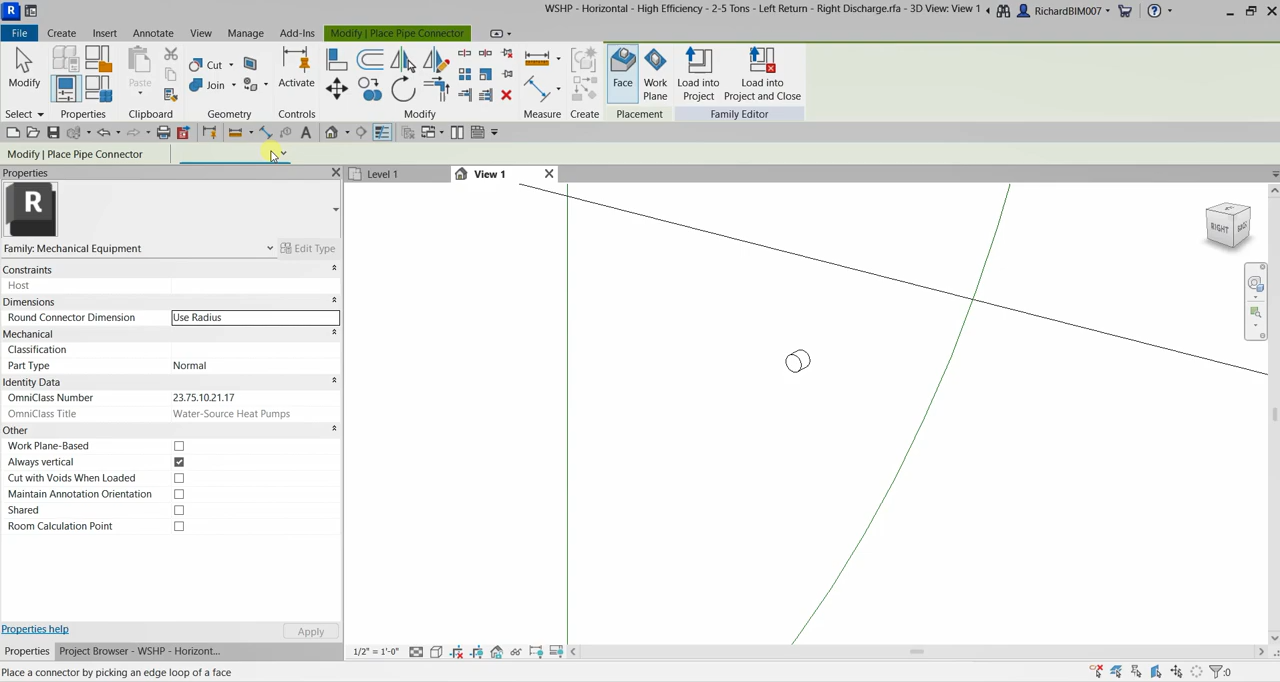 R
WSHP - Horizontal - High Efficiency - 2-5 Tons - Left Return - Right Discharge.rfa - 3D View: View 1
RichardBIM007
File
Create
Insert
Annotate
View
Manage
Add-Ins
Modify | Place Pipe Connector
Modify
Paste
Cut
Join
Activate
Face
Work
Plane
Load into
Project
Load into
Project and Close
Select
Properties
Clipboard
Geometry
Controls
Modify
Measure
Create
Placement
Family Editor
A
Modify | Place Pipe Connector
Properties
R
Family: Mechanical Equipment
Edit Type
Constraints
Host
Dimensions
Round Connector Dimension
Use Radius
Mechanical
Classification
Part Type
Normal
Identity Data
OmniClass Number
23.75.10.21.17
OmniClass Title
Water-Source Heat Pumps
Other
Work Plane-Based
Always vertical
Cut with Voids When Loaded
Maintain Annotation Orientation
Shared
Room Calculation Point
Properties help
Apply
Properties
Project Browser - WSHP - Horizont...
Level 1
View 1
RIGHT
BACK
1/2" = 1'-0"
Place a connector by picking an edge loop of a face
:0